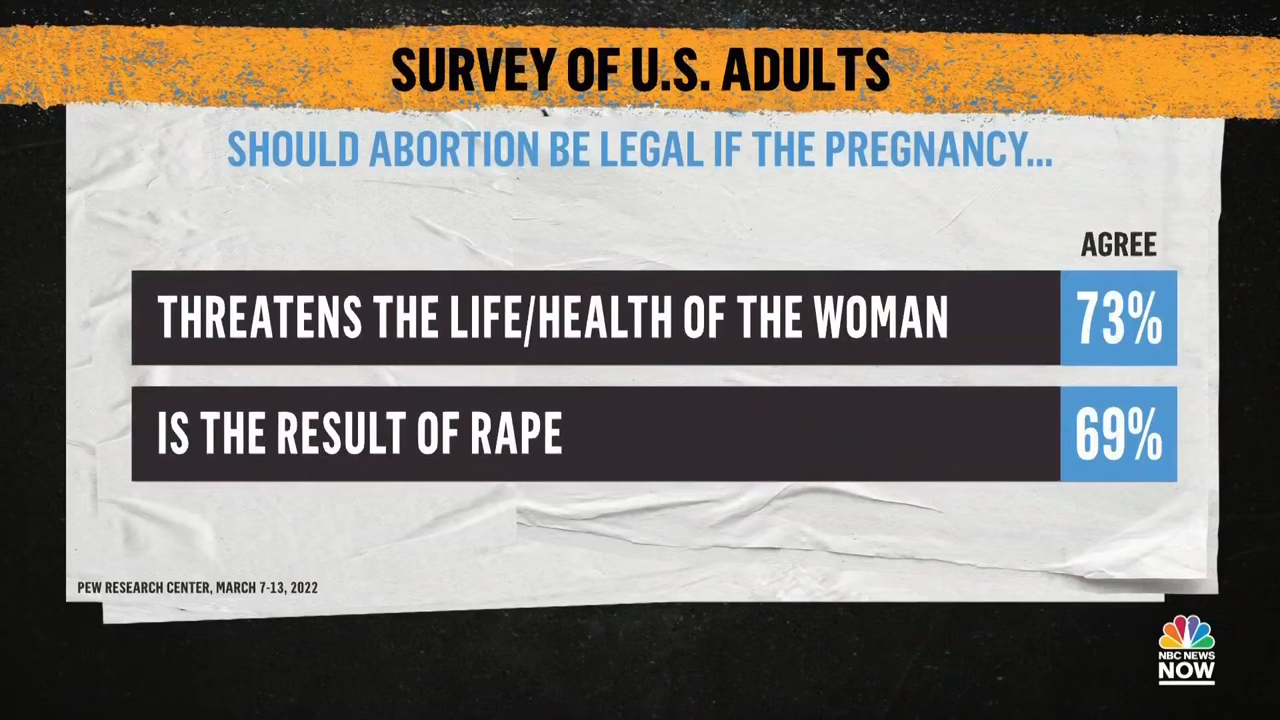 SURVEY OF U.S. ADULTS
SHOULD ABORTION BE LEGAL IF THE PREGNANCY...
AGREE
THREATENS THE LIFE/HEALTH OF THE WOMAN 73%
IS THE RESULT OF RAPE 69%
PEW RESEARCH CENTER, MARCH 7-13, 2022
NBC NEWS
NOW